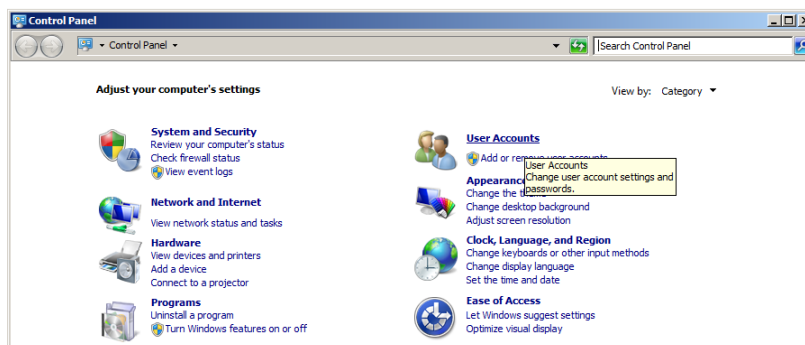 Control Panel
Control Panel
Search Control Panel
Adjust your computer's settings
View by: Category
System and Security
Review your computer's status
Check firewall status
View event logs
Network and Internet
View network status and tasks
Hardware
View devices and printers
Add a device
Connect to a projector
Programs
Uninstall a program
Turn Windows features on or off
User Accounts
Add or remove user accounts
User Accounts
Change user account settings and
passwords.
Appearance
Change the
Change desktop background
Adjust screen resolution
Clock, Language, and Region
Change keyboards or other input methods
Change display language
Set the time and date
Ease of Access
Let Windows suggest settings
Optimize visual display